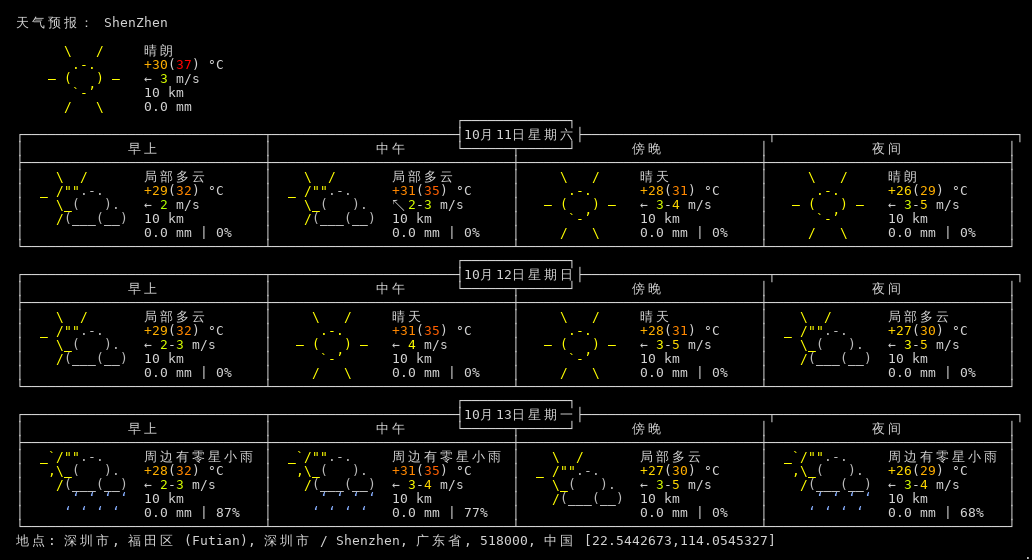 天气预报： ShenZhen
晴朗
+30(37) °C
← 3 m/s
10 km
0.0 mm
10月11日星期六
早上 中午 傍晚 夜间
局部多云 局部多云 晴天 晴朗
+29(32) °C +31(35) °C +28(31) °C +26(29) °C
← 2 m/s ↖ 2-3 m/s ← 3-4 m/s ← 3-5 m/s
10 km 10 km 10 km 10 km
0.0 mm | 0% 0.0 mm | 0% 0.0 mm | 0% 0.0 mm | 0%
10月12日星期日
早上 中午 傍晚 夜间
局部多云 晴天 晴天 局部多云
+29(32) °C +31(35) °C +28(31) °C +27(30) °C
← 2-3 m/s ← 4 m/s ← 3-5 m/s ← 3-5 m/s
10 km 10 km 10 km 10 km
0.0 mm | 0% 0.0 mm | 0% 0.0 mm | 0% 0.0 mm | 0%
10月13日星期一
早上 中午 傍晚 夜间
周边有零星小雨 周边有零星小雨 局部多云 周边有零星小雨
+28(32) °C +31(35) °C +27(30) °C +26(29) °C
← 2-3 m/s ← 3-4 m/s ← 3-5 m/s ← 3-4 m/s
10 km 10 km 10 km 10 km
0.0 mm | 87% 0.0 mm | 77% 0.0 mm | 0% 0.0 mm | 68%
地点: 深圳市, 福田区 (Futian), 深圳市 / Shenzhen, 广东省, 518000, 中国 [22.5442673,114.0545327]